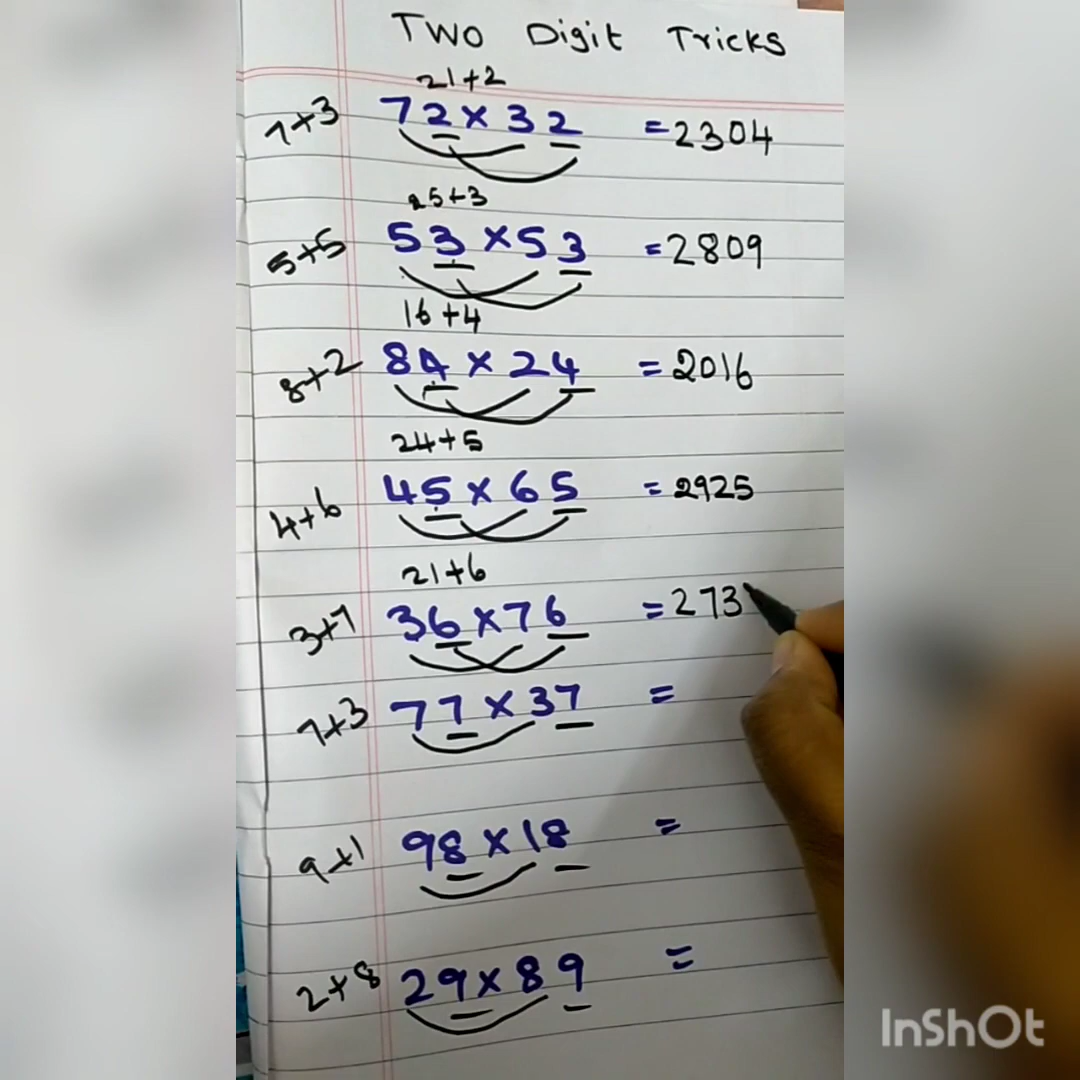 Two Digit Tricks
21+2
7+3 72 × 32 = 2304
25+3
5+5 53 × 53 = 2809
16+4
8+2 84 × 24 = 2016
24+5
4+6 45 × 65 = 2925
21+6
3+7 36 × 76 = 273
7+3 77 × 37 =
9+1 98 × 18 =
2+8 29 × 89 =
InShOt